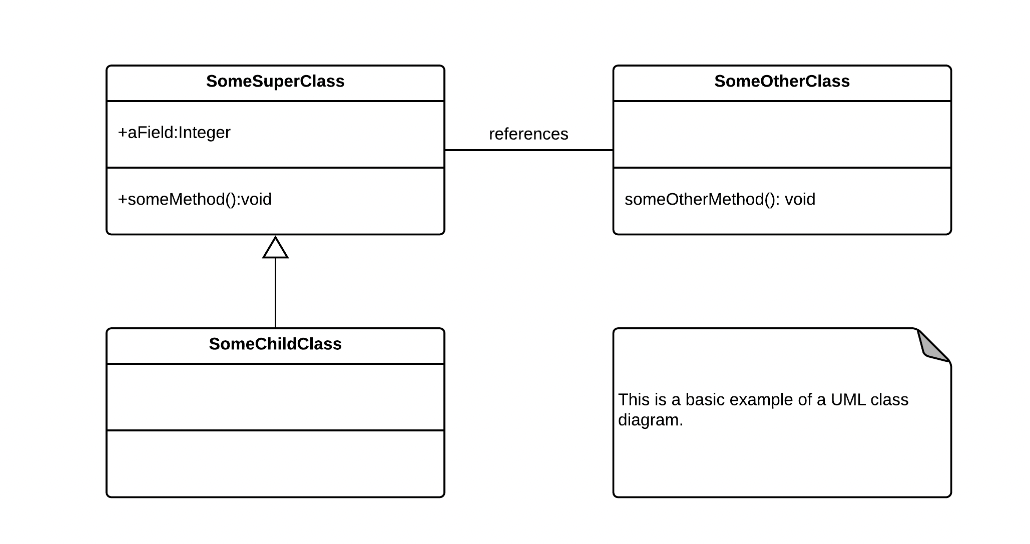 SomeSuperClass
+aField:Integer
+someMethod():void
references
SomeOtherClass
someOtherMethod(): void
SomeChildClass
This is a basic example of a UML class
diagram.